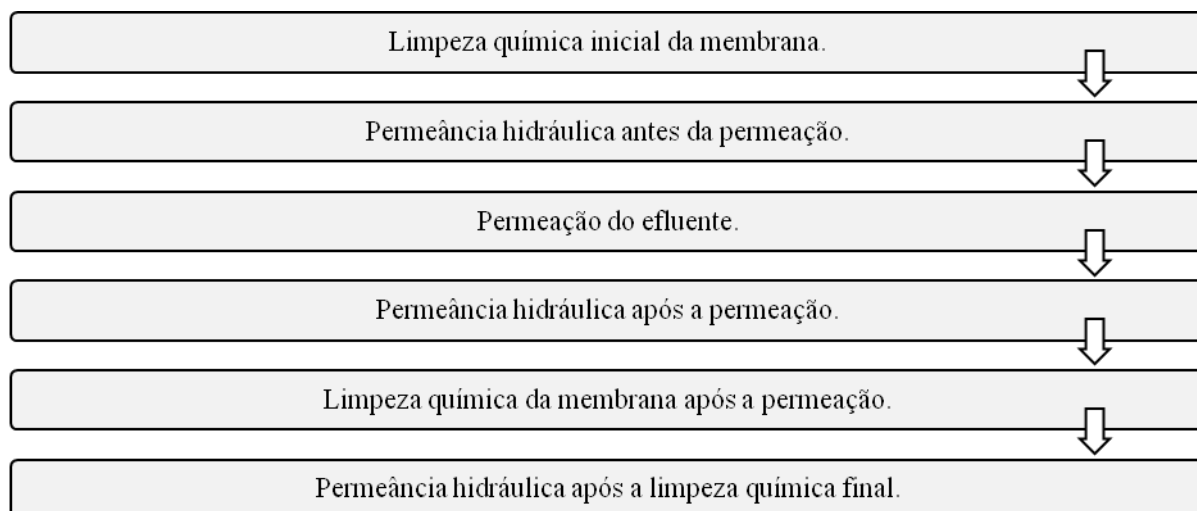 Limpeza química inicial da membrana.
Permeância hidráulica antes da permeação.
Permeação do efluente.
Permeância hidráulica após a permeação.
Limpeza química da membrana após a permeação.
Permeância hidráulica após a limpeza química final.